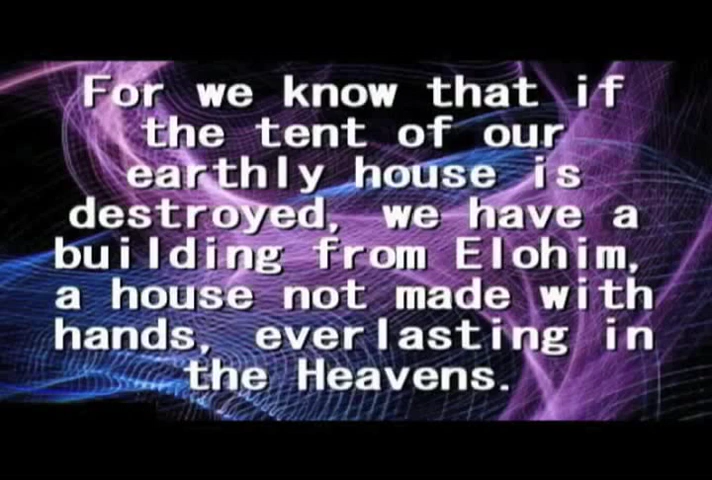 For we know that if
the tent of our
earthly house is
destroyed, we have a
building from Elohim,
a house not made with
hands, everlasting in
the Heavens.